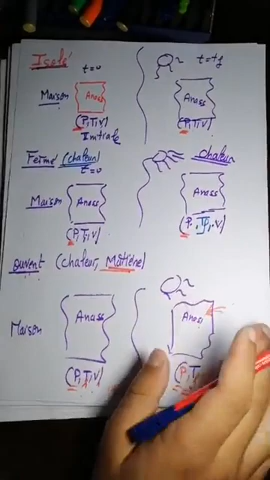 Isolé
t=0
t=tf
Maison
Anass
Anass
(P,T,V)
(P,T,V)
Initiale
Fermé (chaleur)
chaleur
t=0
Maison
Anass
Anass
(P,T,V)
ouvert (chaleur, Matière)
Maison
Anass
Anass
(P,T,V)
(P,T